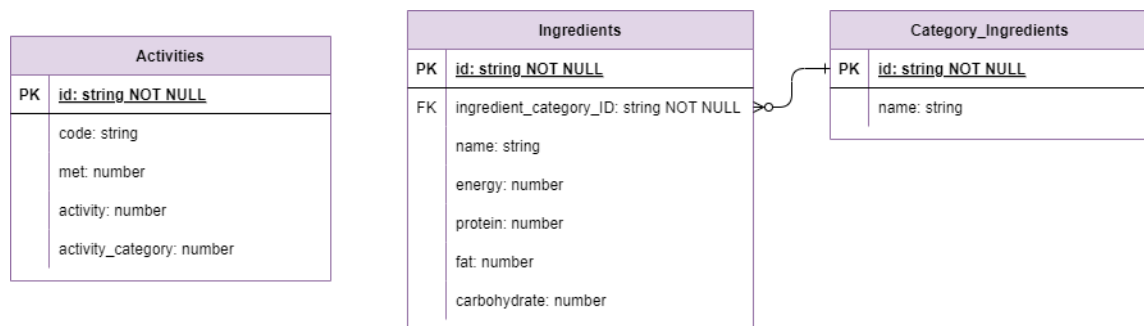 Activities
PK id: string NOT NULL
code: string
met: number
activity: number
activity_category: number
Ingredients
PK id: string NOT NULL
FK ingredient_category_ID: string NOT NULL
name: string
energy: number
protein: number
fat: number
carbohydrate: number
Category_Ingredients
PK id: string NOT NULL
name: string